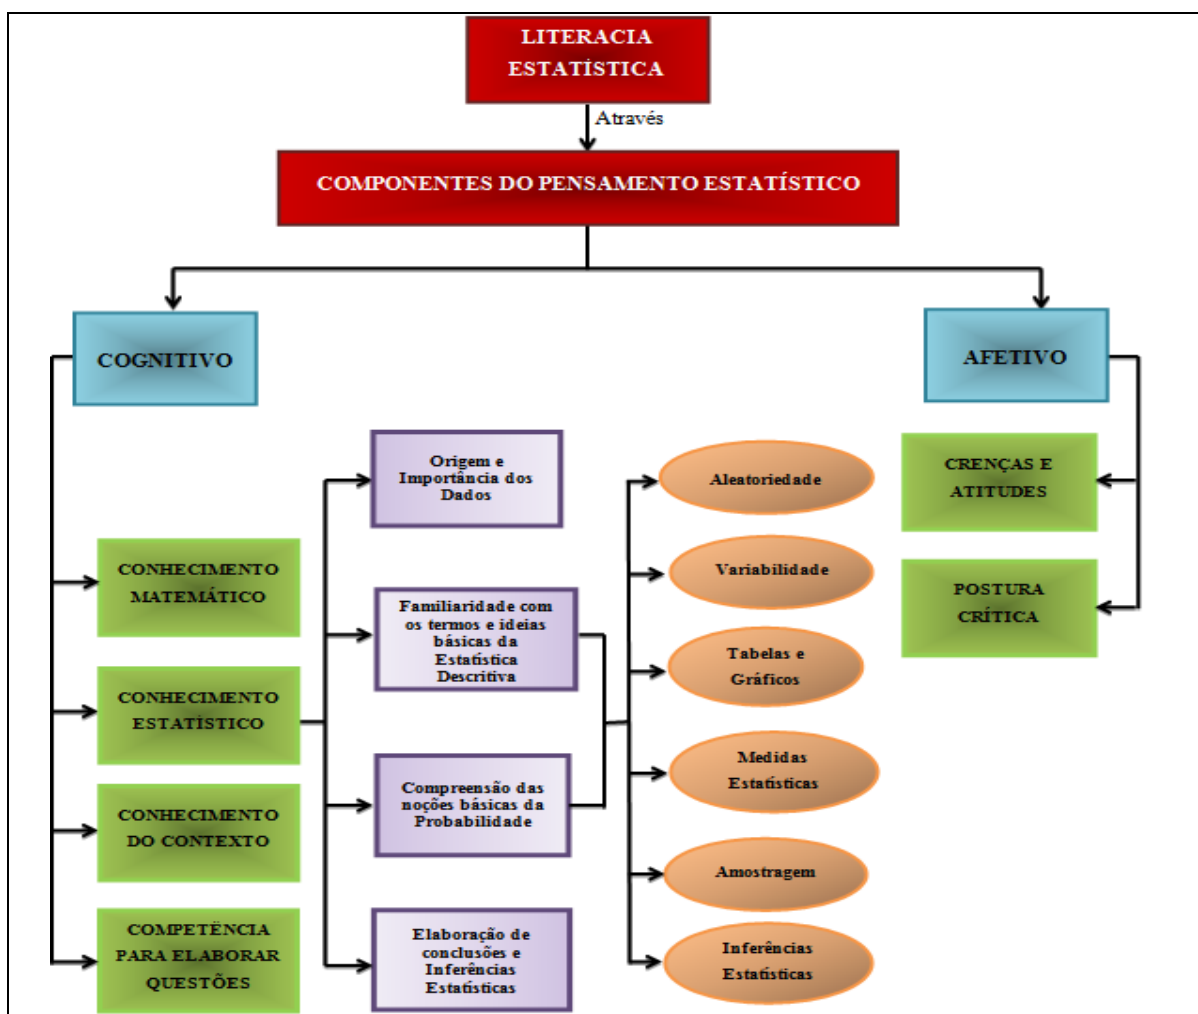 LITERACIA
ESTATÍSTICA
Através
COMPONENTES DO PENSAMENTO ESTATÍSTICO
COGNITIVO
AFETIVO
CONHECIMENTO
MATEMÁTICO
CONHECIMENTO
ESTATÍSTICO
CONHECIMENTO
DO CONTEXTO
COMPETÊNCIA
PARA ELABORAR
QUESTÕES
Origem e
Importância dos
Dados
Familiaridade com
os termos e ideias
básicas da
Estatística
Descritiva
Compreensão das
noções básicas da
Probabilidade
Elaboração de
conclusões e
Inferências
Estatísticas
Aleatoriedade
Variabilidade
Tabelas e
Gráficos
Medidas
Estatísticas
Amostragem
Inferências
Estatísticas
CRENÇAS E
ATITUDES
POSTURA
CRÍTICA